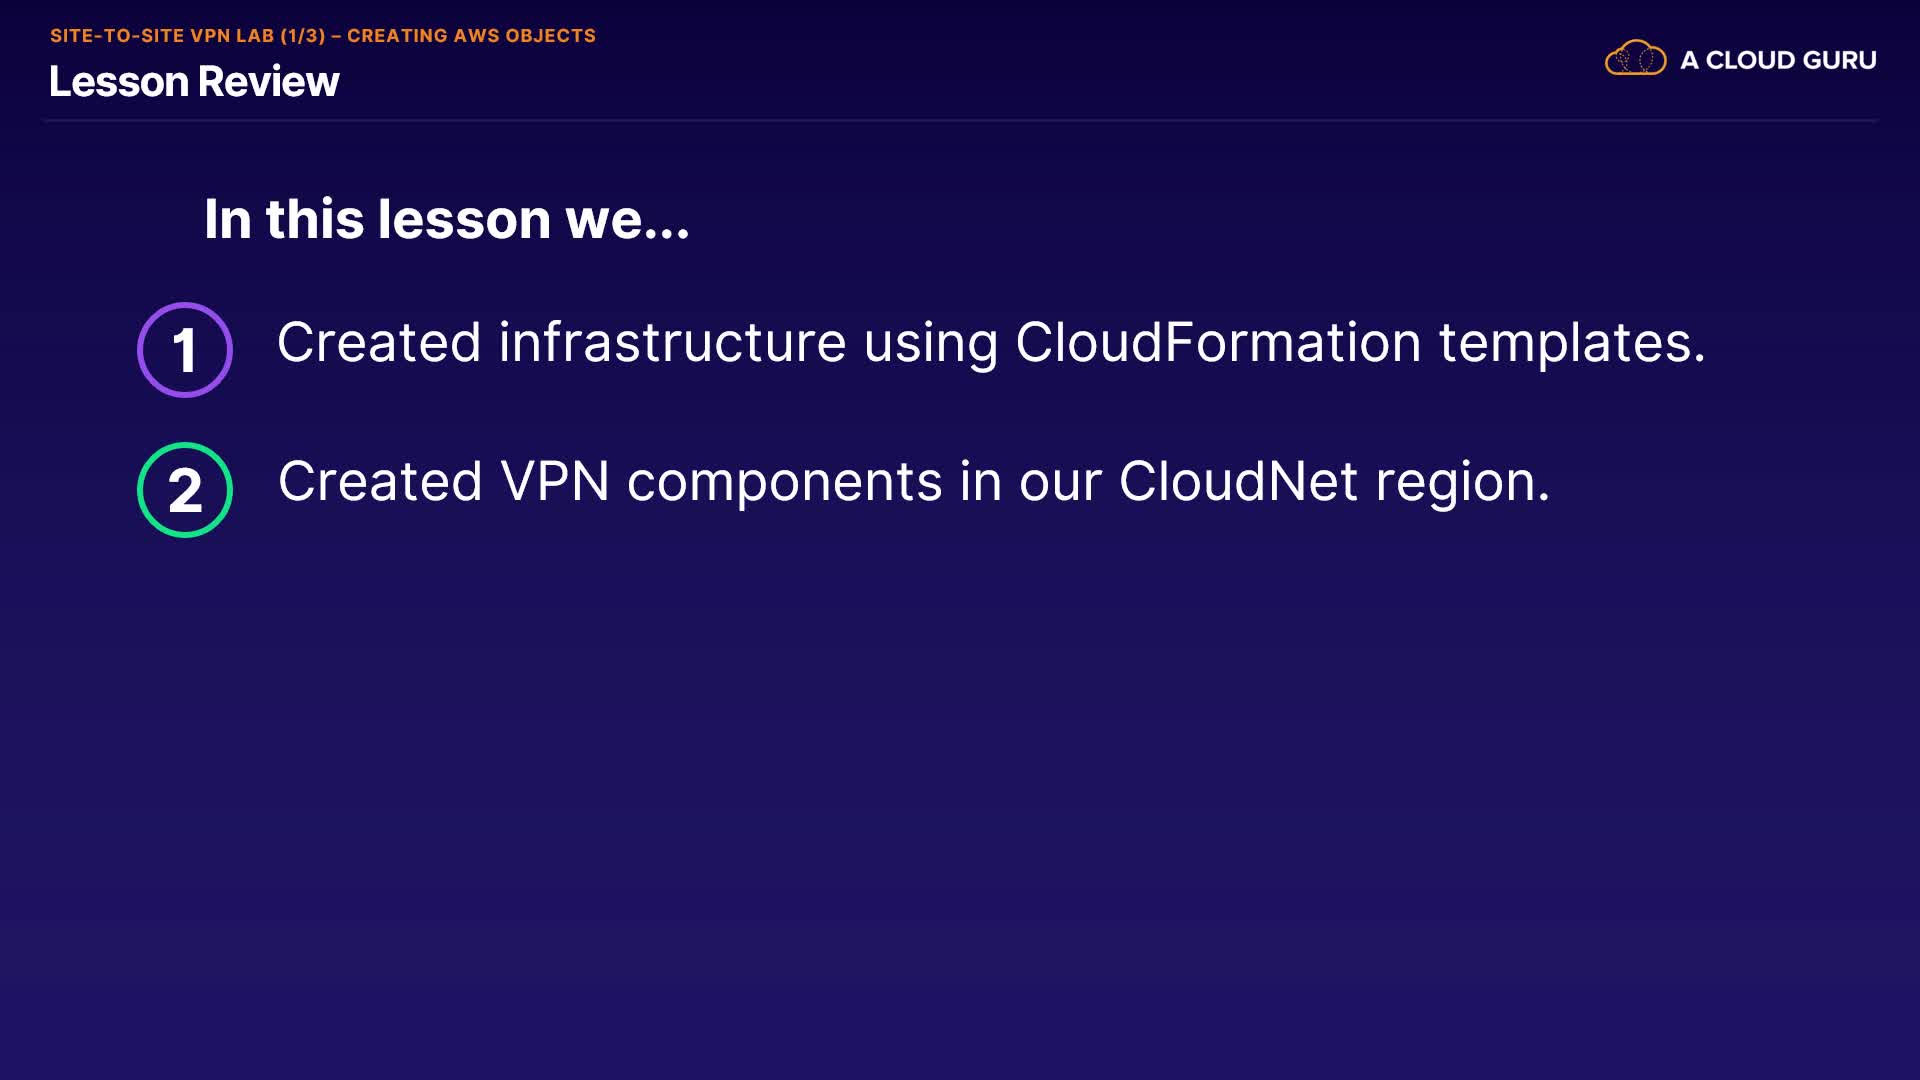 SITE-TO-SITE VPN LAB (1/3) – CREATING AWS OBJECTS
Lesson Review
A CLOUD GURU
In this lesson we...
1 Created infrastructure using CloudFormation templates.
2 Created VPN components in our CloudNet region.